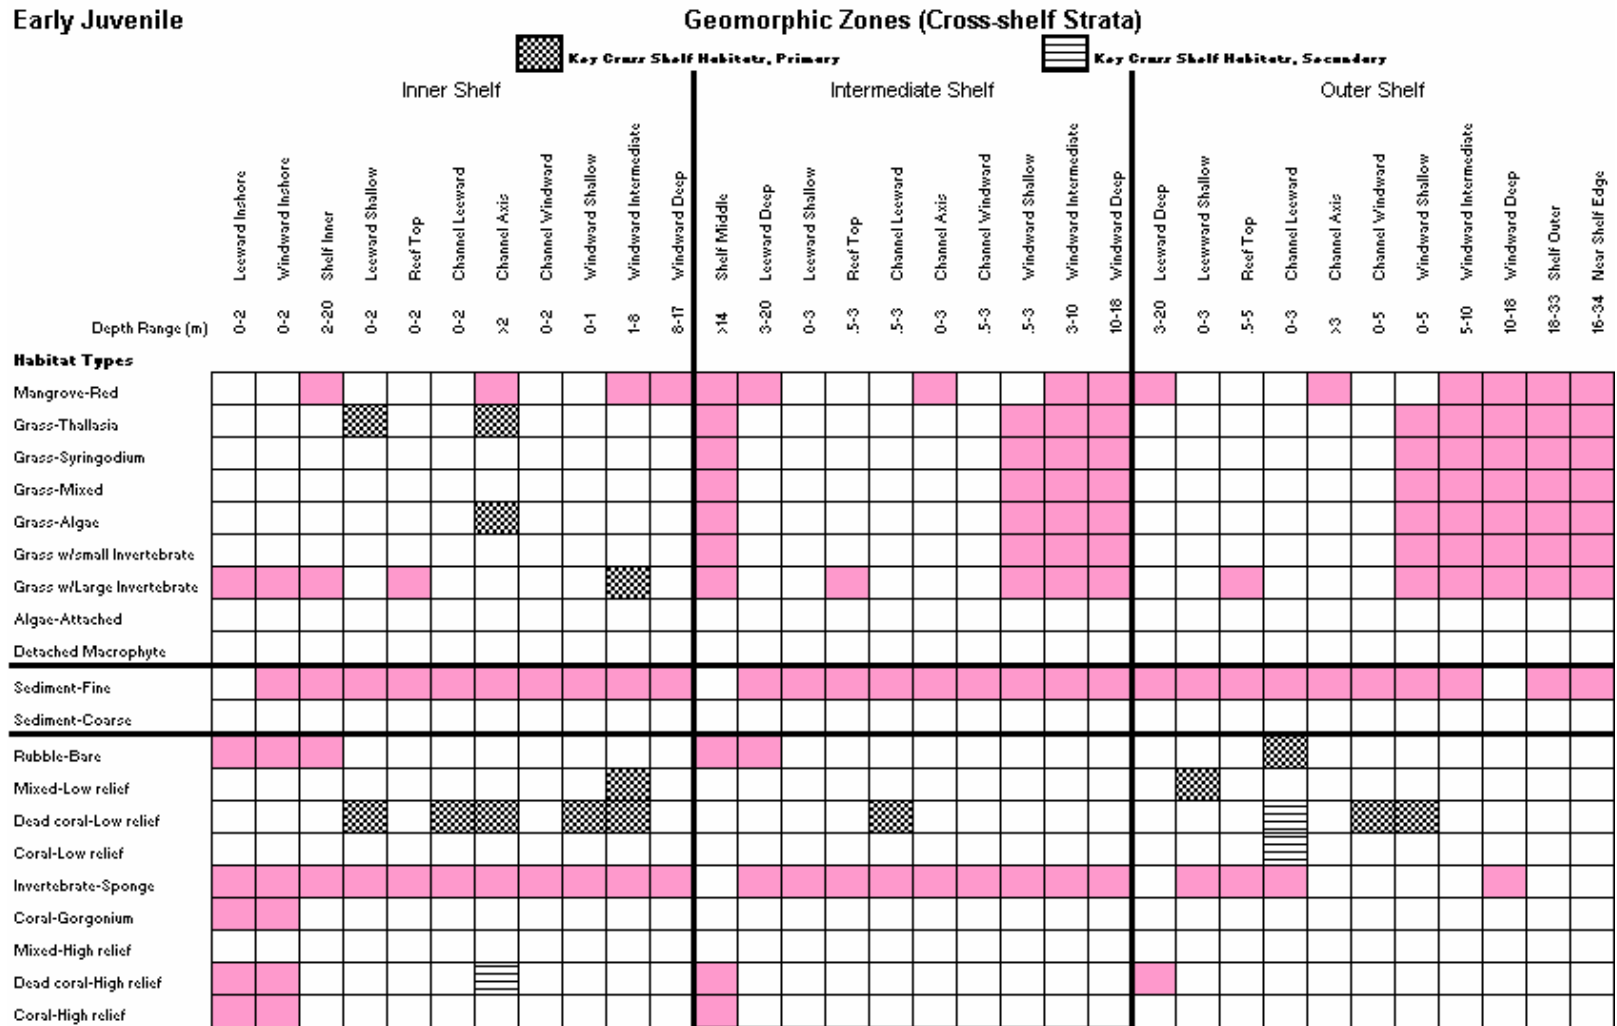 Early Juvenile
Geomorphic Zones (Cross-shelf Strata)
Key Cross Shelf Habitats, Primary
Key Cross Shelf Habitats, Secondary
Inner Shelf
Intermediate Shelf
Outer Shelf
Leeward Inshore
Windward Inshore
Shelf Inner
Leeward Shallow
Reef Top
Channel Leeward
Channel Axis
Channel Windward
Windward Shallow
Windward Intermediate
Windward Deep
Shelf Middle
Leeward Deep
Leeward Shallow
Reef Top
Channel Leeward
Channel Axis
Channel Windward
Windward Shallow
Windward Intermediate
Windward Deep
Leeward Deep
Leewward Shallow
Reef Top
Channel Leeward
Channel Axis
Channel Windward
Windward Shallow
Windward Intermediate
Windward Deep
Shelf Outer
Near Shelf Edge
Depth Range (m) 0-2 0-2 2-20 0-2 0-2 0-2 >2 0-2 0-1 1-8 8-17 >14 3-20 0-3 .5-3 .5-3 0-3 .5-3 .5-3 3-10 10-18 3-20 0-3 .5-5 0-3 >3 0-5 0-5 5-10 10-18 18-33 16-34
Habitat Types
Mangrove-Red
Grass-Thallasia
Grass-Syringodium
Grass-Mixed
Grass-Algae
Grass w/small Invertebrate
Grass w/Large Invertebrate
Algae-Attached
Detached Macrophyte
Sediment-Fine
Sediment-Coarse
Rubble-Bare
Mixed-Low relief
Dead coral-Low relief
Coral-Low relief
Invertebrate-Sponge
Coral-Gorgonium
Mixed-High relief
Dead coral-High relief
Coral-High relief